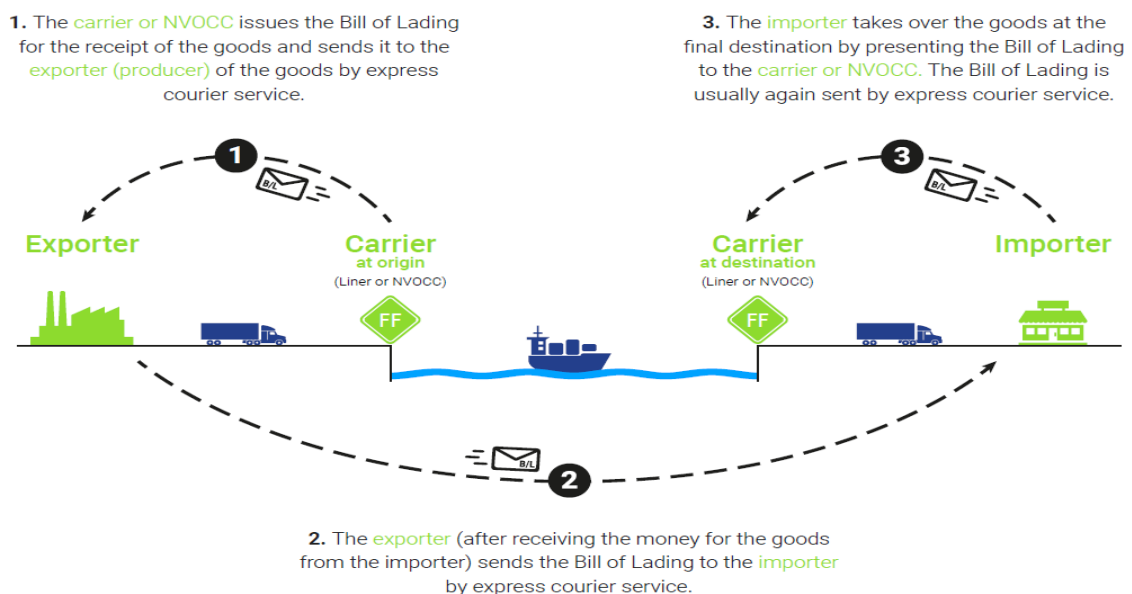 1. The carrier or NVOCC issues the Bill of Lading
for the receipt of the goods and sends it to the
exporter (producer) of the goods by express
courier service.
3. The importer takes over the goods at the
final destination by presenting the Bill of Lading
to the carrier or NVOCC. The Bill of Lading is
usually again sent by express courier service.
1
B/L
3
B/L
Exporter
Carrier
at origin
(Liner or NVOCC)
FF
Carrier
at destination
(Liner or NVOCC)
FF
Importer
B/L
2
2. The exporter (after receiving the money for the goods
from the importer) sends the Bill of Lading to the importer
by express courier service.